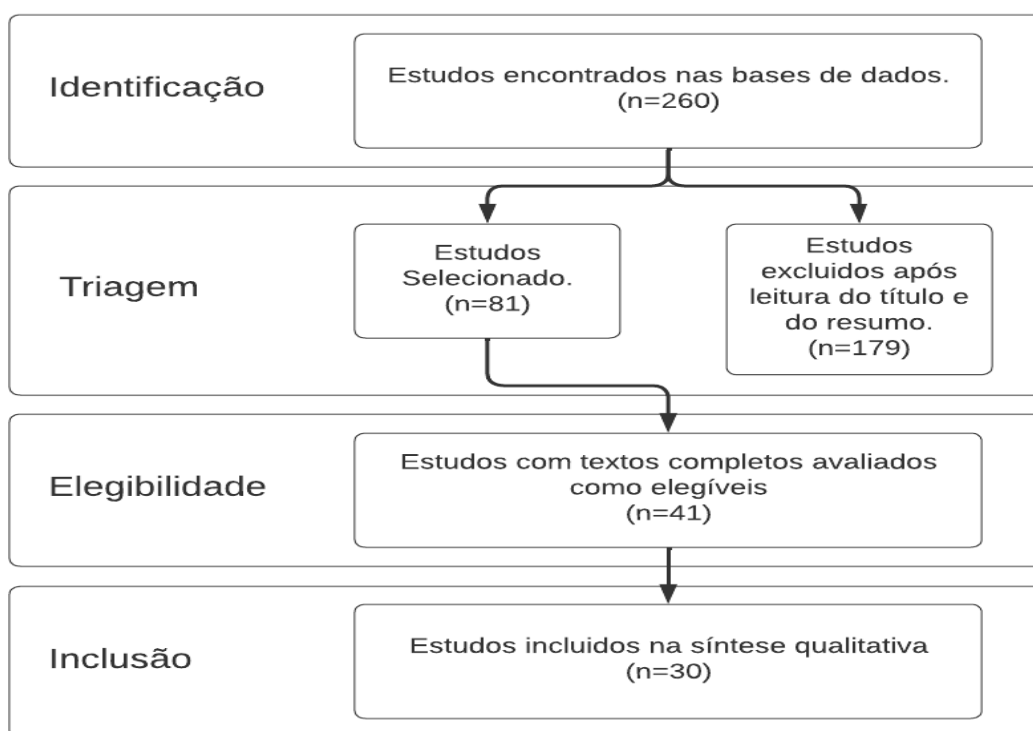 Identificação
Estudos encontrados nas bases de dados.
(n=260)
Triagem
Estudos
Selecionado.
(n=81)
Estudos
excluidos após
leitura do título e
do resumo.
(n=179)
Elegibilidade
Estudos com textos completos avaliados
como elegíveis
(n=41)
Inclusão
Estudos incluidos na síntese qualitativa
(n=30)